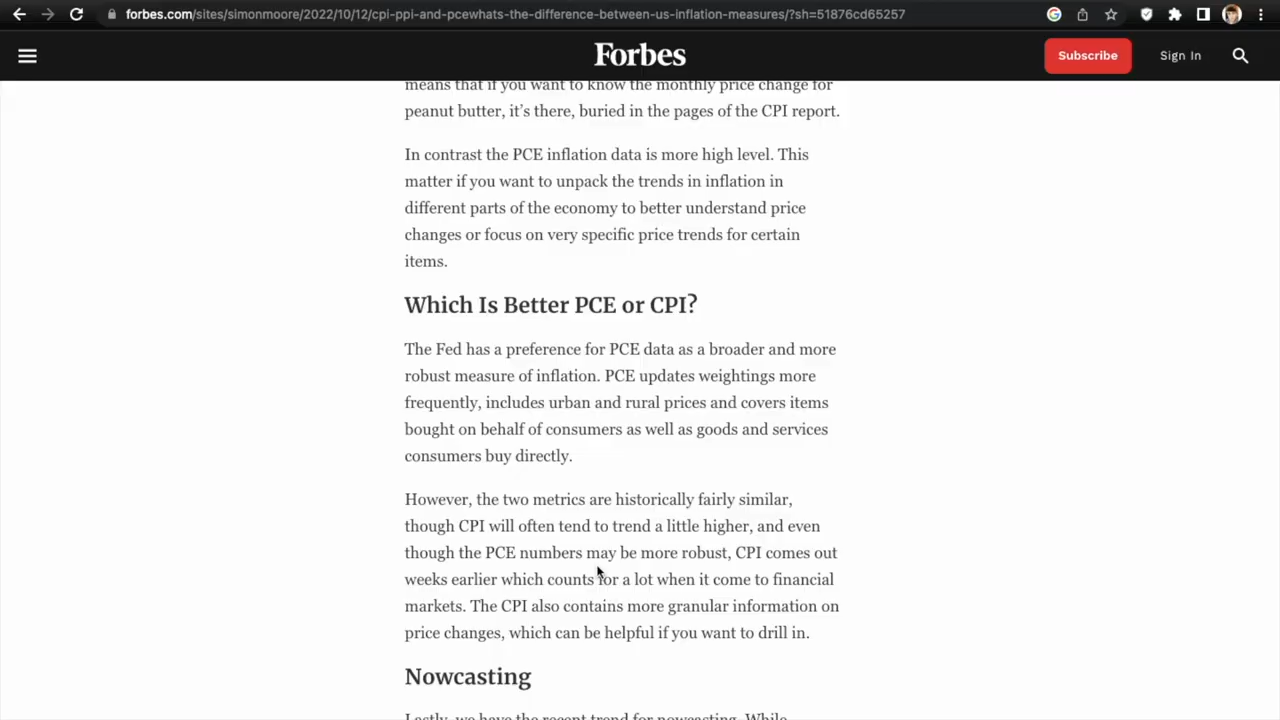 forbes.com/sites/simonmoore/2022/10/12/cpi-ppi-and-pcewhats-the-difference-between-us-inflation-measures/?sh=51876cd65257
Forbes
Subscribe
Sign In
means that if you want to know the monthly price change for
peanut butter, it’s there, buried in the pages of the CPI report.
In contrast the PCE inflation data is more high level. This
matter if you want to unpack the trends in inflation in
different parts of the economy to better understand price
changes or focus on very specific price trends for certain
items.
Which Is Better PCE or CPI?
The Fed has a preference for PCE data as a broader and more
robust measure of inflation. PCE updates weightings more
frequently, includes urban and rural prices and covers items
bought on behalf of consumers as well as goods and services
consumers buy directly.
However, the two metrics are historically fairly similar,
though CPI will often tend to trend a little higher, and even
though the PCE numbers may be more robust, CPI comes out
weeks earlier which counts for a lot when it come to financial
markets. The CPI also contains more granular information on
price changes, which can be helpful if you want to drill in.
Nowcasting
Lastly, we have the recent trend for nowcasting. While